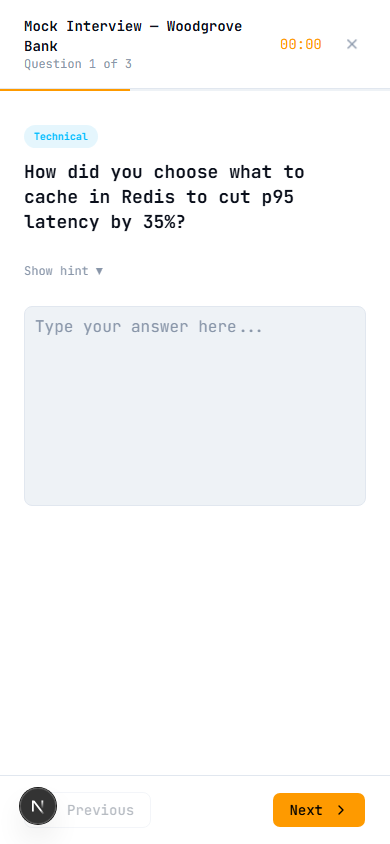 Mock Interview — Woodgrove
Bank
Question 1 of 3
00:00
Technical
How did you choose what to
cache in Redis to cut p95
latency by 35%?
Show hint ▼
Type your answer here...
N
Previous
Next